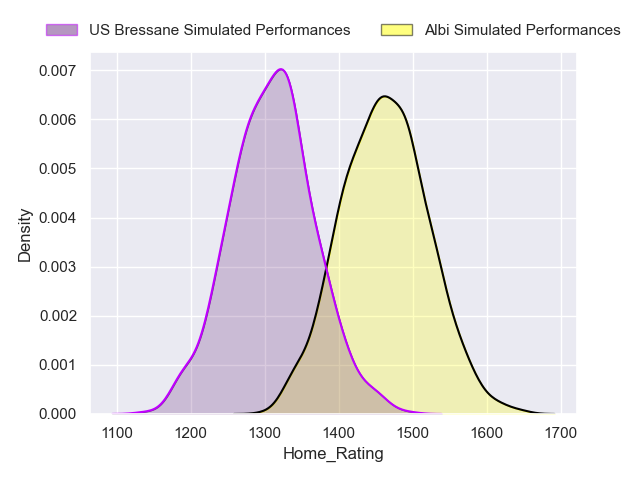 US Bressane Simulated Performances Albi Simulated Performances
0.007
0.006
0.005
0.004
0.003
0.002
0.001
0.000
Density
1100 1200 1300 1400 1500 1600 1700
Home_Rating